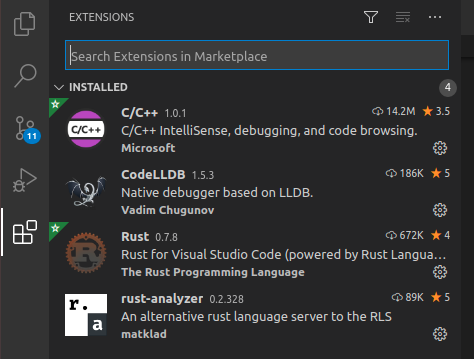 EXTENSIONS
Search Extensions in Marketplace
INSTALLED 4
C/C++ 1.0.1 14.2M 3.5
C/C++
C/C++ IntelliSense, debugging, and code browsing.
Microsoft
11
CodeLLDB 1.5.3 186K 5
Native debugger based on LLDB.
Vadim Chugunov
Rust 0.7.8 672K 4
R
Rust for Visual Studio Code (powered by Rust Langua...
The Rust Programming Language
rust-analyzer 0.2.328 89K 5
r.
a
An alternative rust language server to the RLS
matklad